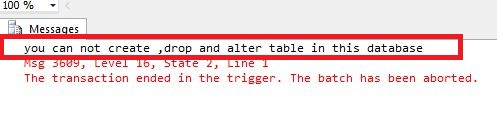 100 %
Messages
you can not create ,drop and alter table in this database
Msg 3609, Level 16, State 2, Line 1
The transaction ended in the trigger. The batch has been aborted.